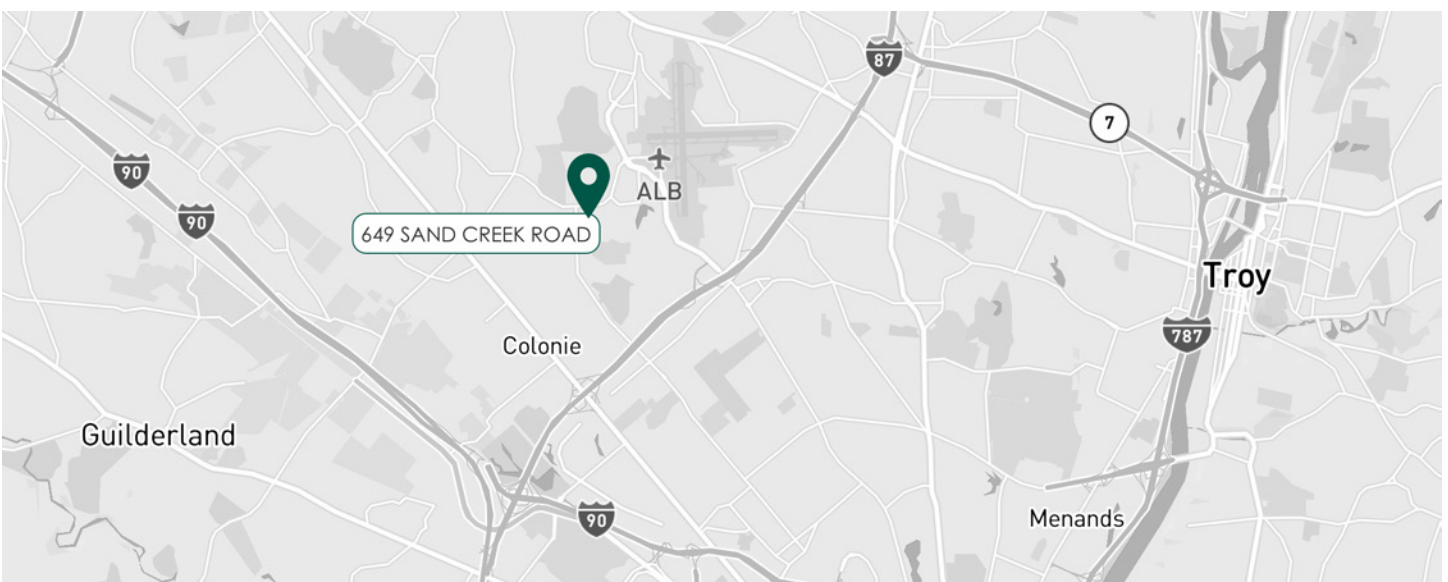 87
7
90
ALB
90
649 SAND CREEK ROAD
Troy
787
Colonie
Guilderland
90
Menands